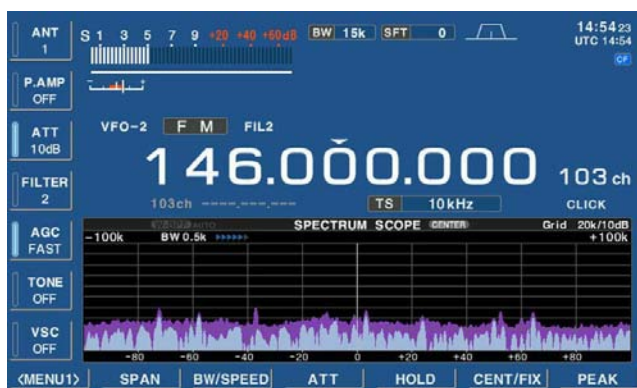 ANT
1
S 1 3 5 7 9 +20 +40 +60dB
BW 15k
SFT 0
14:54 23
UTC 14:54
CF
P.AMP
OFF
ATT
10dB
VFO-2 F M FIL2
146.000.000
103 ch
FILTER
2
103ch ----.---.---
TS 10kHz
CLICK
AGC
FAST
AUTO SPECTRUM SCOPE CENTER Grid 20k/10dB
-100k BW 0.5k +100k
TONE
OFF
VSC
OFF
-80 -60 -40 -20 0 +20 +40 +60 +80
<MENU1> SPAN BW/SPEED ATT HOLD CENT/FIX PEAK